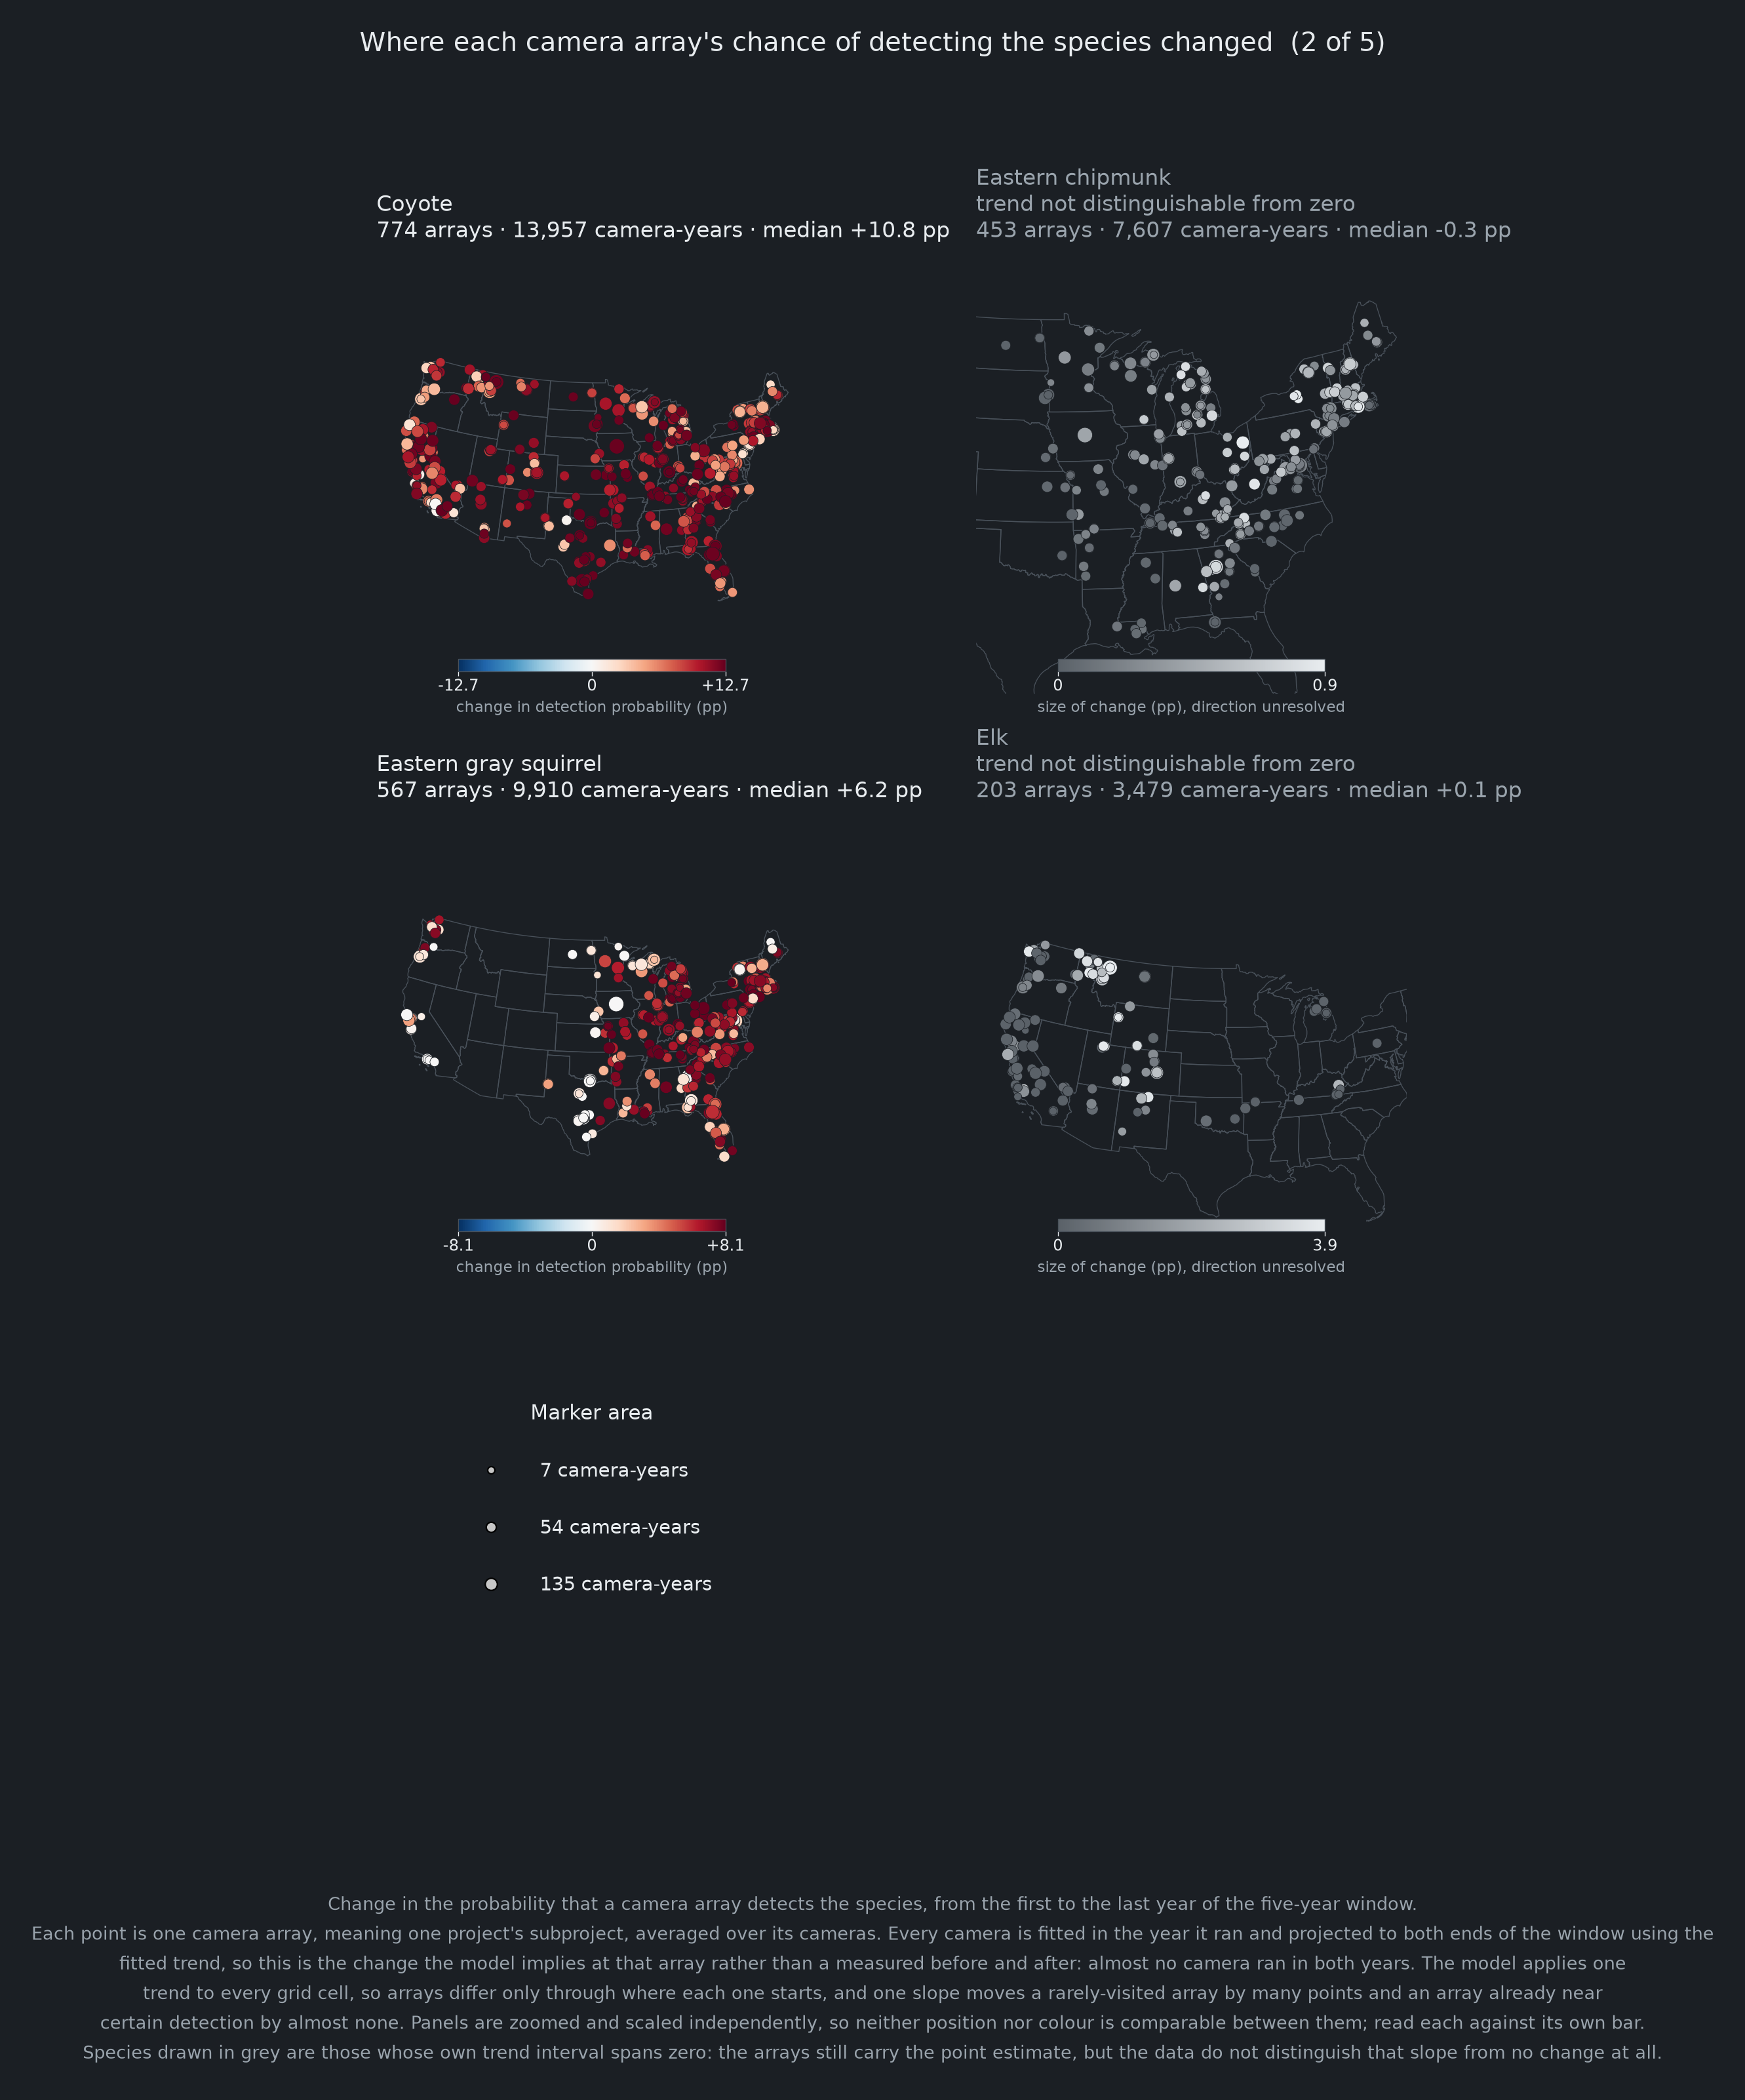 Where each camera array's chance of detecting the species changed (2 of 5)
Coyote
774 arrays · 13,957 camera-years · median +10.8 pp
Eastern chipmunk
trend not distinguishable from zero
453 arrays · 7,607 camera-years · median -0.3 pp
-12.7 0 +12.7
change in detection probability (pp)
0 0.9
size of change (pp), direction unresolved
Eastern gray squirrel
567 arrays · 9,910 camera-years · median +6.2 pp
Elk
trend not distinguishable from zero
203 arrays · 3,479 camera-years · median +0.1 pp
-8.1 0 +8.1
change in detection probability (pp)
0 3.9
size of change (pp), direction unresolved
Marker area
7 camera-years
54 camera-years
135 camera-years
Change in the probability that a camera array detects the species, from the first to the last year of the five-year window.
Each point is one camera array, meaning one project's subproject, averaged over its cameras. Every camera is fitted in the year it ran and projected to both ends of the window using the
fitted trend, so this is the change the model implies at that array rather than a measured before and after: almost no camera ran in both years. The model applies one
trend to every grid cell, so arrays differ only through where each one starts, and one slope moves a rarely-visited array by many points and an array already near
certain detection by almost none. Panels are zoomed and scaled independently, so neither position nor colour is comparable between them; read each against its own bar.
Species drawn in grey are those whose own trend interval spans zero: the arrays still carry the point estimate, but the data do not distinguish that slope from no change at all.